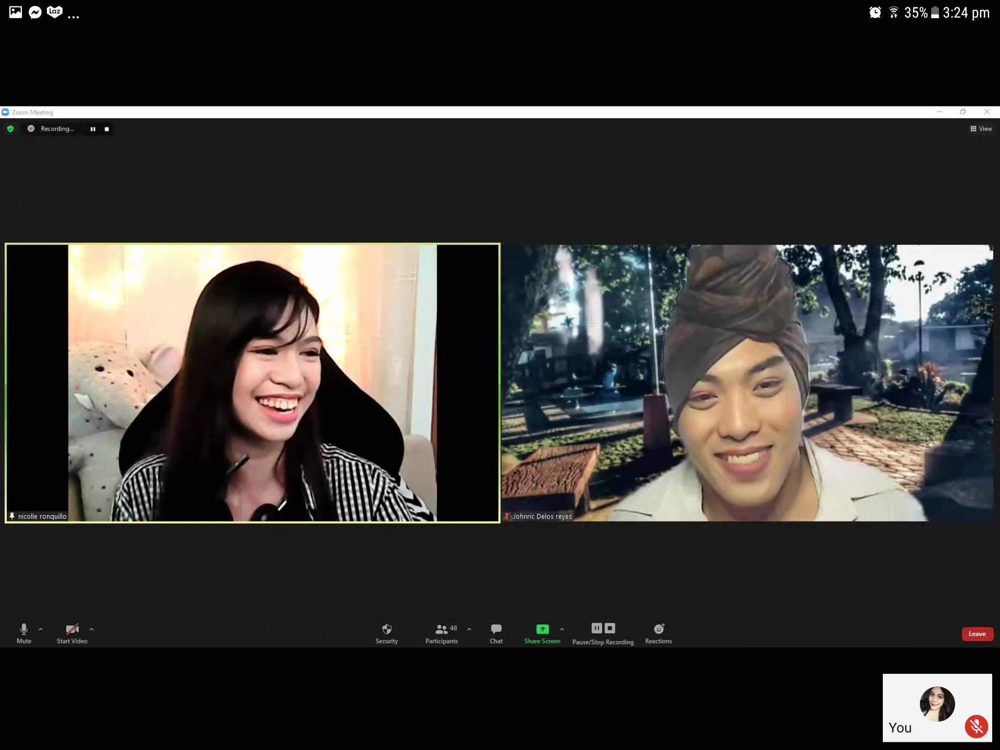 Laz
...
35% 3:24 pm
Zoom Meeting
Recording...
View
nicolle ronquillo
Johnric Delos reyes
Mute
Start Video
Security
46
Participants
Chat
Share Screen
Pause/Stop Recording
Reactions
Leave
You